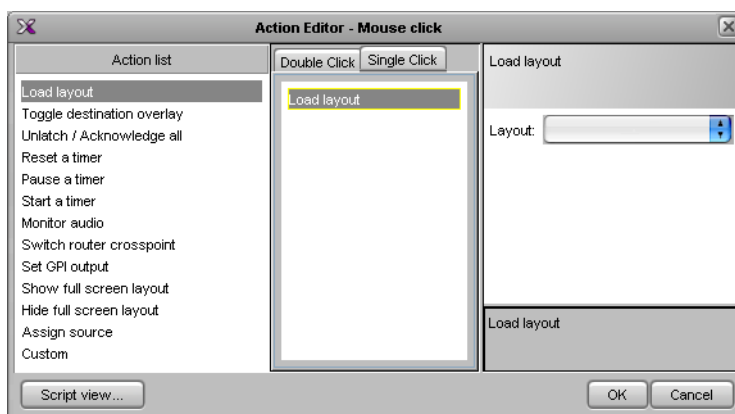 Action Editor - Mouse click
Action list
Load layout
Toggle destination overlay
Unlatch / Acknowledge all
Reset a timer
Pause a timer
Start a timer
Monitor audio
Switch router crosspoint
Set GPI output
Show full screen layout
Hide full screen layout
Assign source
Custom
Double Click
Single Click
Load layout
Load layout
Layout:
Load layout
Script view...
OK
Cancel